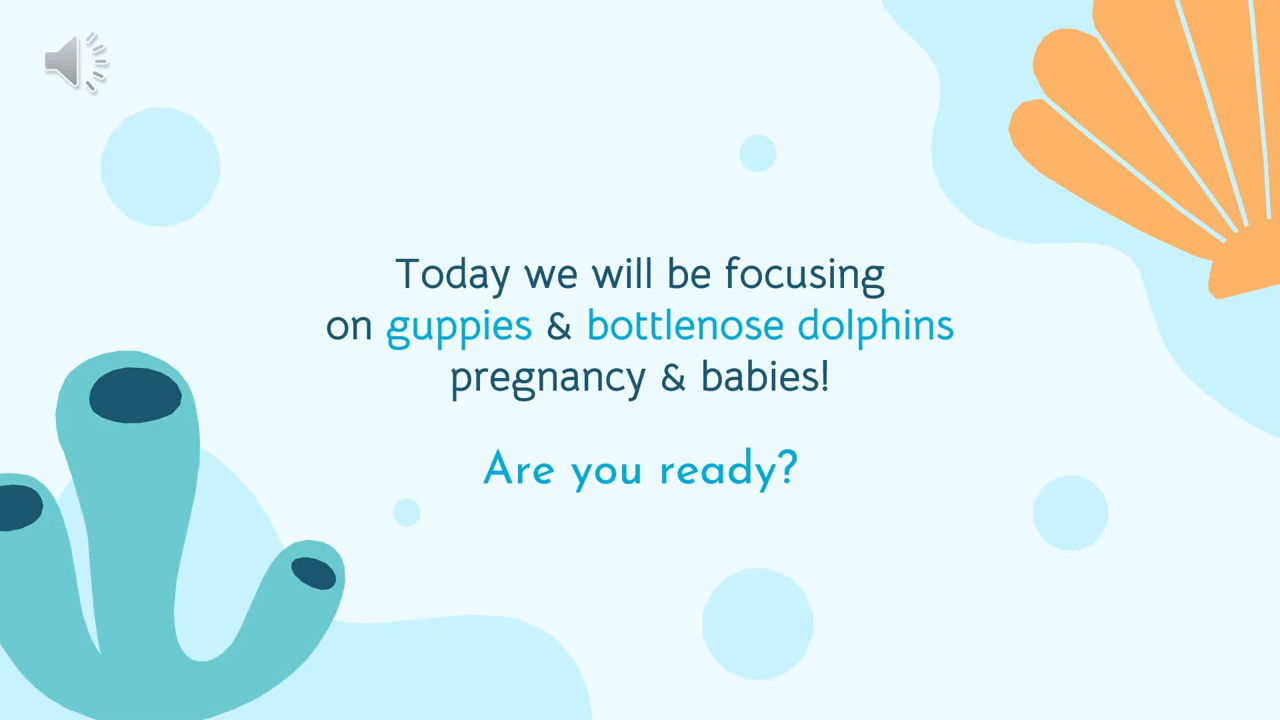 Today we will be focusing
on guppies & bottlenose dolphins
pregnancy & babies!
Are you ready?